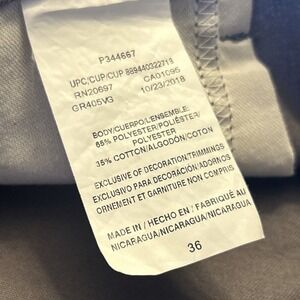 P344667
UPC/CUP/CUP 889440322713
RN20697 CA01095
GR405VG 10/23/2018
BODY/CUERPO/L'ENSEMBLE:
65% POLYESTER/POLIÉSTER/
POLYESTER
35% COTTON/ALGODÓN/COTON
EXCLUSIVE OF DECORATION/TRIMMINGS
EXCLUSIVO PARA DECORACIÓN/ADORNOS
ORNEMENT ET GARNITURE NON COMPRIS
MADE IN / HECHO EN / FABRIQUÉ AU
NICARAGUA/NICARAGUA/NICARAGUA
36